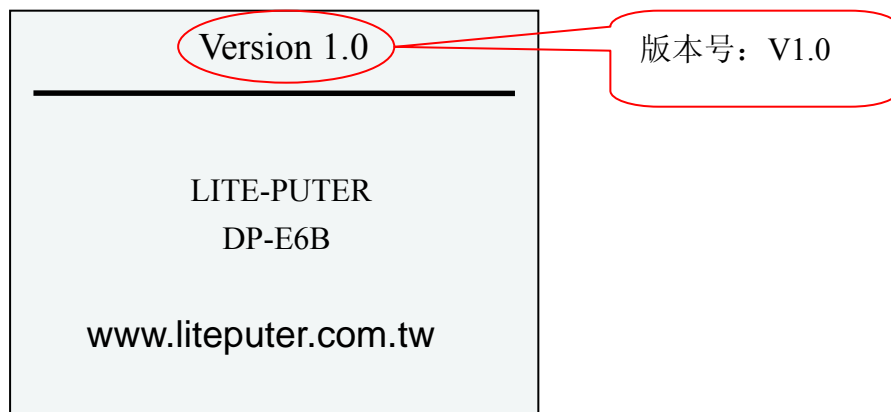 Version 1.0
版本号：V1.0
LITE-PUTER
DP-E6B
www.liteputer.com.tw